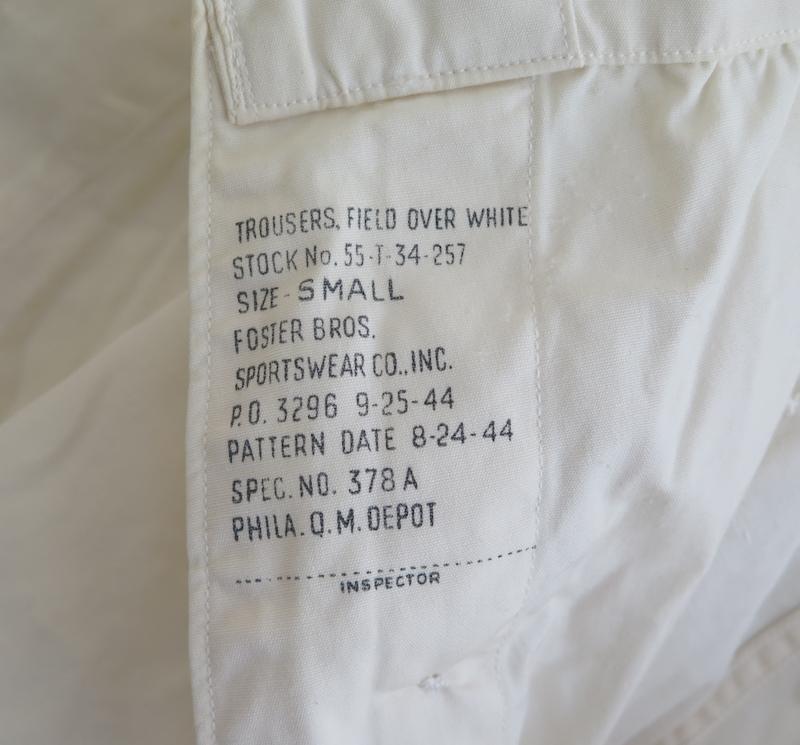 TROUSERS, FIELD OVER WHITE
STOCK No. 55-T-34-257
SIZE - SMALL
FOSTER BROS.
SPORTSWEAR CO., INC.
P.O. 3296 9-25-44
PATTERN DATE 8-24-44
SPEC. NO. 378 A
PHILA. Q. M. DEPOT
INSPECTOR